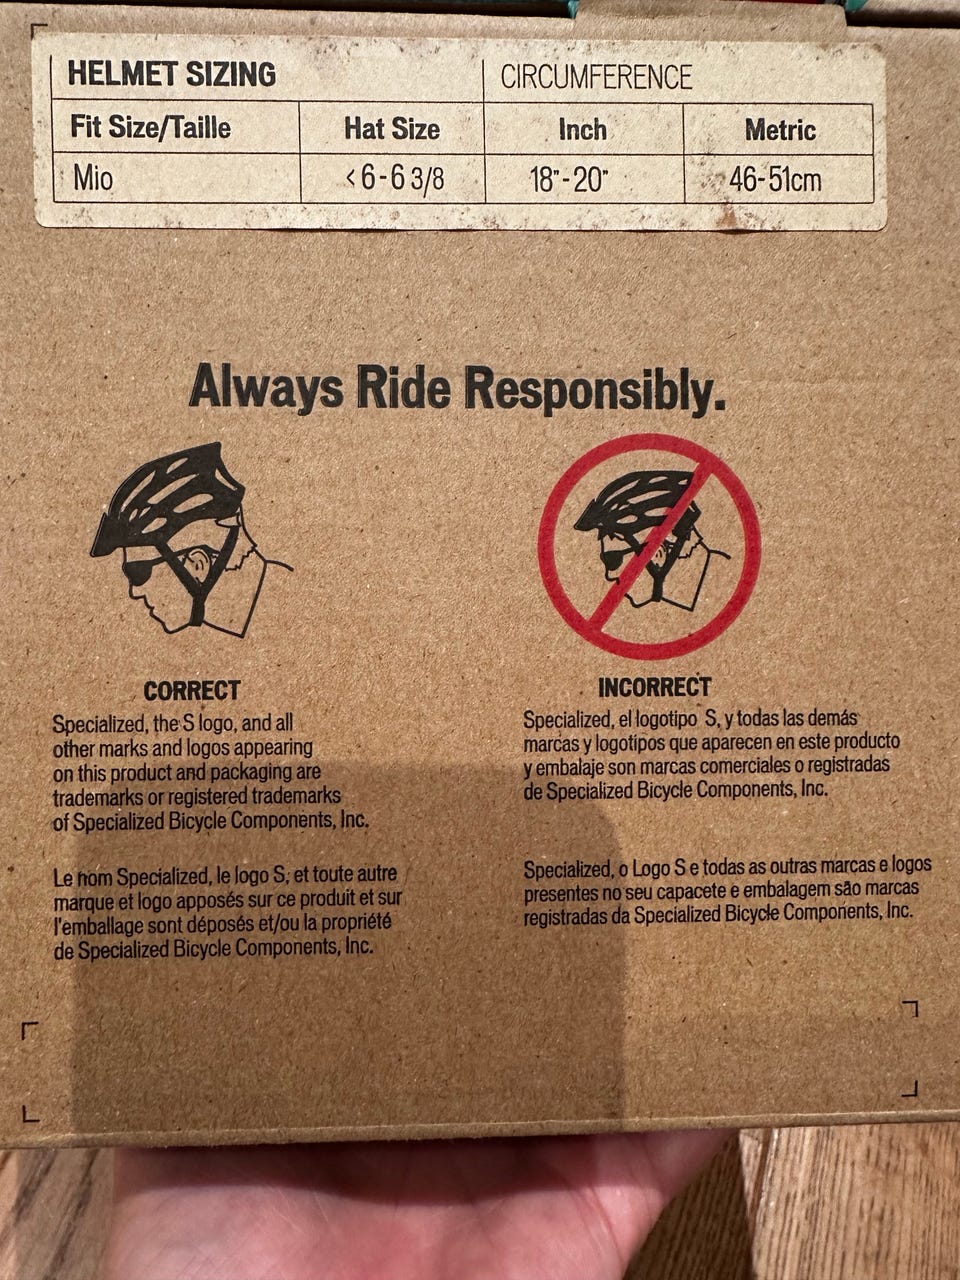 HELMET SIZING CIRCUMFERENCE
Fit Size/Taille Hat Size Inch Metric
Mio <6-6 3/8 18"-20" 46-51cm
Always Ride Responsibly.
CORRECT
Specialized, the S logo, and all
other marks and logos appearing
on this product and packaging are
trademarks or registered trademarks
of Specialized Bicycle Components, Inc.
Le nom Specialized, le logo S, et toute autre
marque et logo apposés sur ce produit et sur
l'emballage sont déposés et/ou la propriété
de Specialized Bicycle Components, Inc.
INCORRECT
Specialized, el logotipo S, y todas las demás
marcas y logotipos que aparecen en este producto
y embalaje son marcas comerciales o registradas
de Specialized Bicycle Components, Inc.
Specialized, o Logo S e todas as outras marcas e logos
presentes no seu capacete e embalagem são marcas
registradas da Specialized Bicycle Components, Inc.